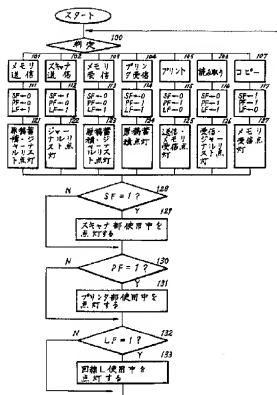 スタート
判定
100
101
メモリ
送信
102
スキャナ
送信
103
メモリ
受信
104
プリンタ受信
105
プリント
106
読み取り
107
コピー
111
SF←0
PF←0
LF←1
112
SF←1
PF←0
LF←1
113
SF←0
PF←0
LF←1
114
SF←0
PF←1
LF←1
115
SF←0
PF←1
LF←0
116
SF←1
PF←0
LF←0
117
SF←1
PF←1
LF←0
121
原稿蓄積・ジャーナルリスト点灯
122
ジャーナルリスト点灯
123
原稿蓄積・ジャーナルリスト点灯
124
原稿蓄積点灯
125
送信・メモリ受信点灯
126
受信・ジャーナルリスト点灯
127
メモリ受信点灯
128
SF=1?
N
Y
129
スキャナ部使用中を
点灯する
130
PF=1?
N
Y
131
プリンタ部使用中を
点灯する
132
LF=1?
N
Y
133
回線L使用中を
点灯する